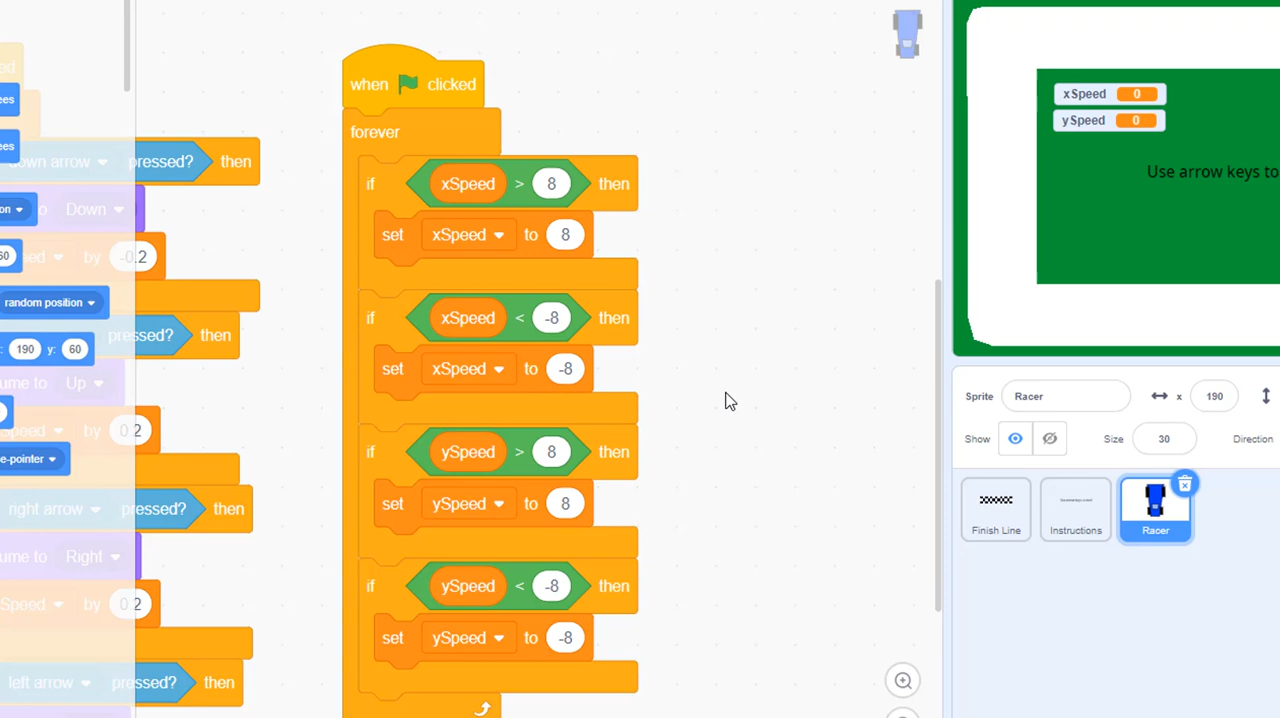 when clicked
forever
if xSpeed > 8 then
set xSpeed to 8
if xSpeed < -8 then
set xSpeed to -8
if ySpeed > 8 then
set ySpeed to 8
if ySpeed < -8 then
set ySpeed to -8
down arrow pressed? then
to Down
by -0.2
pressed? then
to Up
by 0.2
right arrow pressed? then
to Right
by 0.2
left arrow pressed? then
random position
190 y: 60
xSpeed 0
ySpeed 0
Use arrow keys to
Sprite Racer x 190
Show Size 30 Direction
Finish Line
Instructions
Racer